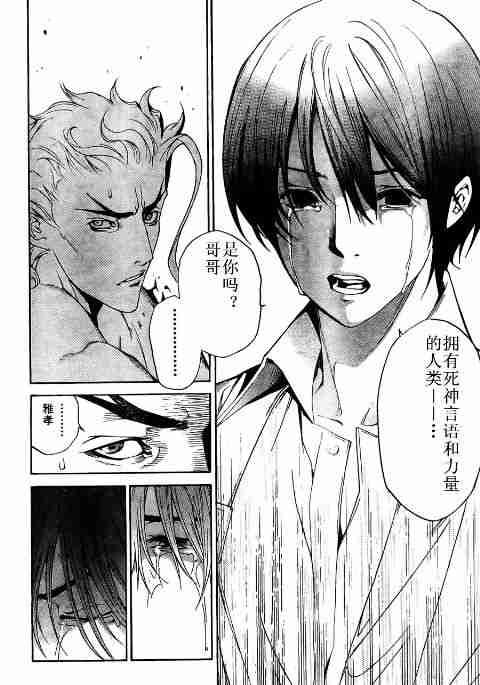 拥有死神言语和力量
的人类——…
是你吗？
哥哥
………
………
雅孝